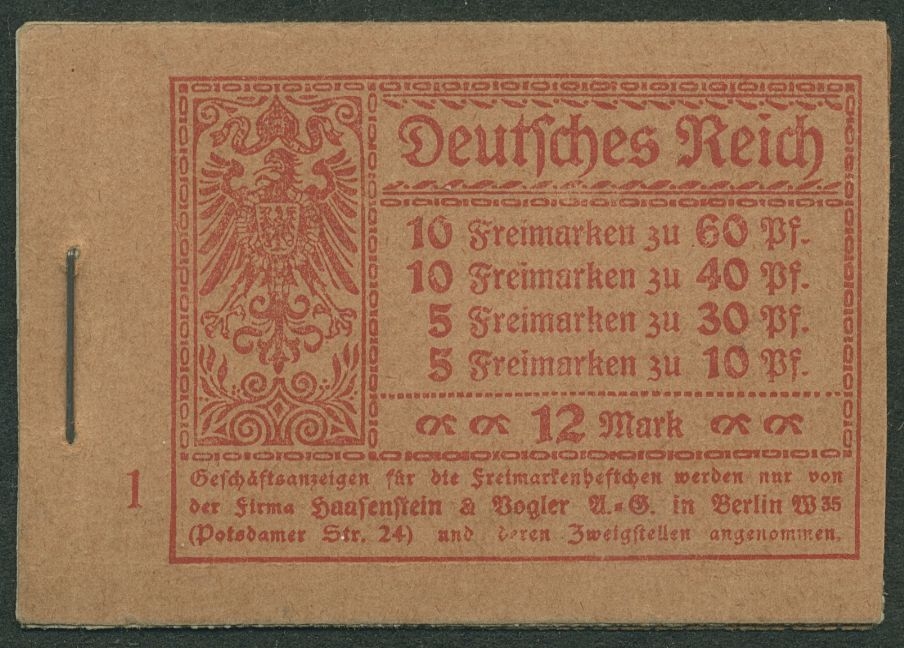 Deutsches Reich
10 Freimarken zu 60 Pf.
10 Freimarken zu 40 Pf.
5 Freimarken zu 30 Pf.
5 Freimarken zu 10 Pf.
12 Mark
1
Geschäftsanzeigen für die Freimarkenheftchen werden nur von
der Firma Haasenstein & Vogler A.=G. in Berlin W 35
(Potsdamer Str. 24) und deren Zweigstellen angenommen.